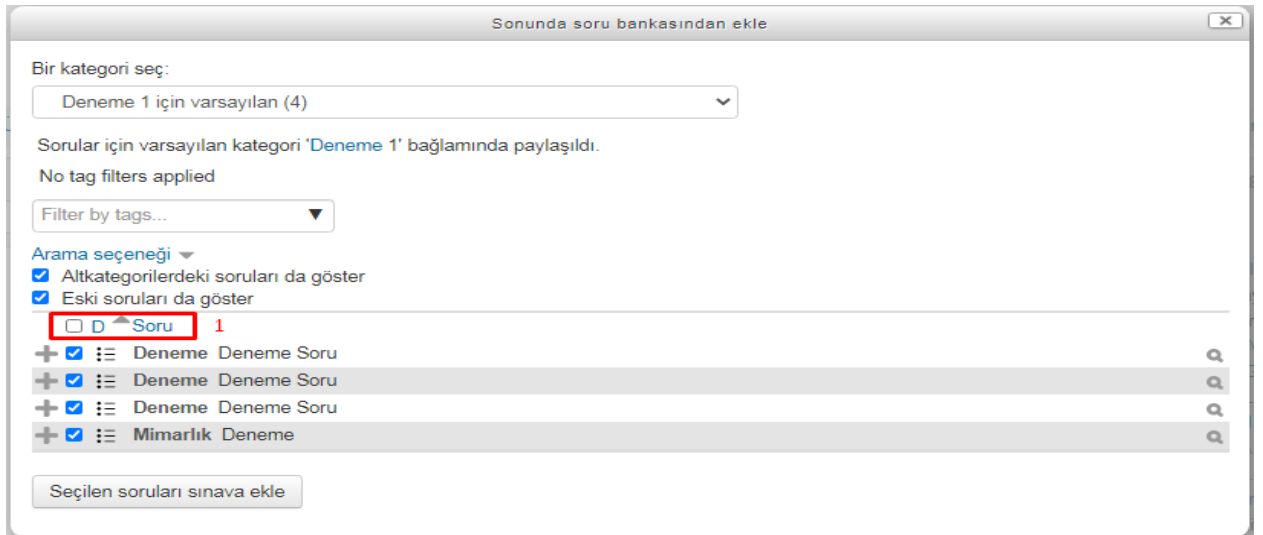 Sonunda soru bankasından ekle
Bir kategori seç:
Deneme 1 için varsayılan (4)
Sorular için varsayılan kategori 'Deneme 1' bağlamında paylaşıldı.
No tag filters applied
Filter by tags...
Arama seçeneği
Altkategorilerdeki soruları da göster
Eski soruları da göster
D Soru 1
Deneme Deneme Soru
Deneme Deneme Soru
Deneme Deneme Soru
Mimarlık Deneme
Seçilen soruları sınava ekle